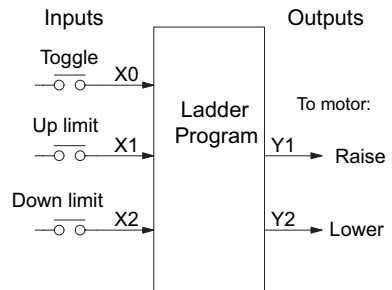 Inputs
Outputs
Toggle
X0
Ladder
Program
To motor:
Up limit
X1
Y1
Raise
Down limit
X2
Y2
Lower